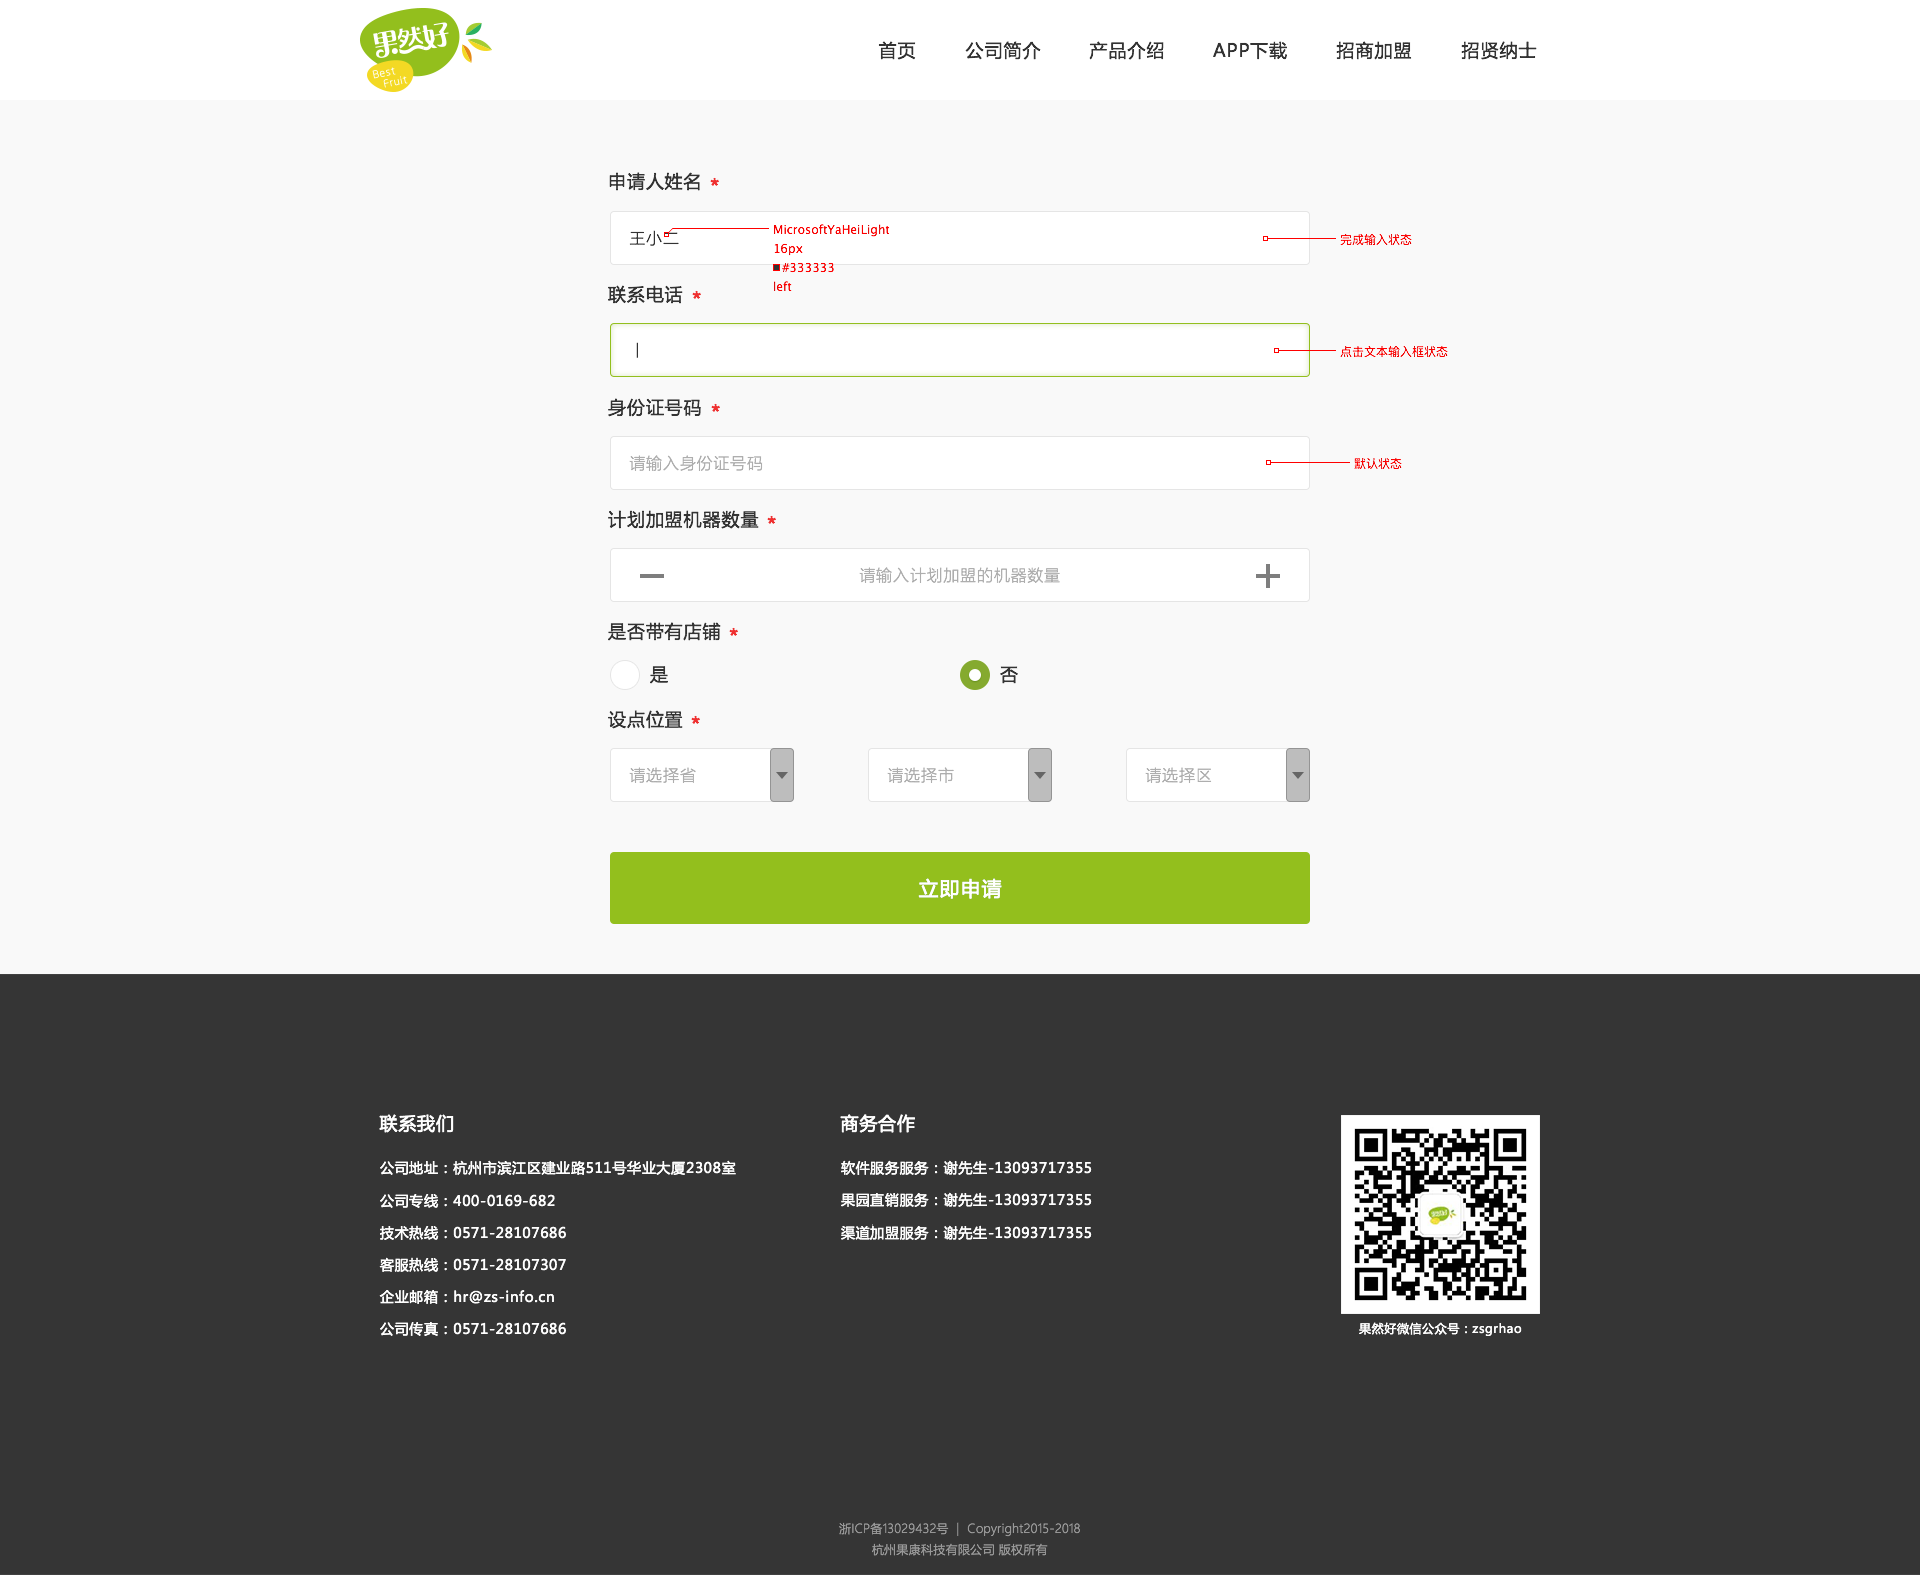 果然好
Best
Fruit
首页 公司简介 产品介绍 APP下载 招商加盟 招贤纳士
申请人姓名 *
王小二
MicrosoftYaHeiLight
16px
#333333
left
完成输入状态
联系电话 *
点击文本输入框状态
身份证号码 *
请输入身份证号码
默认状态
计划加盟机器数量 *
请输入计划加盟的机器数量
是否带有店铺 *
是 否
设点位置 *
请选择省 请选择市 请选择区
立即申请
联系我们
公司地址：杭州市滨江区建业路511号华业大厦2308室
公司专线：400-0169-682
技术热线：0571-28107686
客服热线：0571-28107307
企业邮箱：hr@zs-info.cn
公司传真：0571-28107686
商务合作
软件服务服务：谢先生-13093717355
果园直销服务：谢先生-13093717355
渠道加盟服务：谢先生-13093717355
果然好
果然好微信公众号：zsgrhao
浙ICP备13029432号 | Copyright2015-2018
杭州果康科技有限公司 版权所有